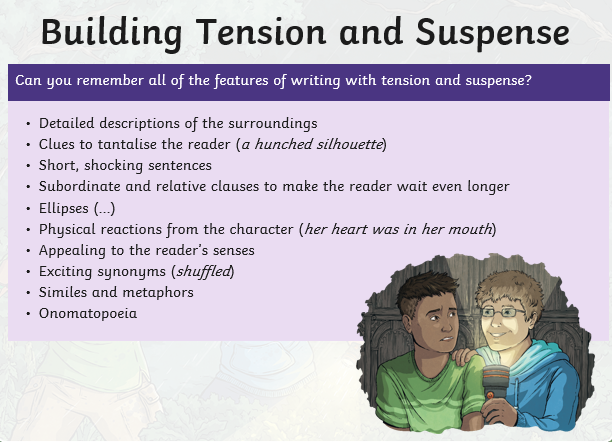 Building Tension and Suspense
Can you remember all of the features of writing with tension and suspense?
• Detailed descriptions of the surroundings
• Clues to tantalise the reader (a hunched silhouette)
• Short, shocking sentences
• Subordinate and relative clauses to make the reader wait even longer
• Ellipses (...)
• Physical reactions from the character (her heart was in her mouth)
• Appealing to the reader's senses
• Exciting synonyms (shuffled)
• Similes and metaphors
• Onomatopoeia